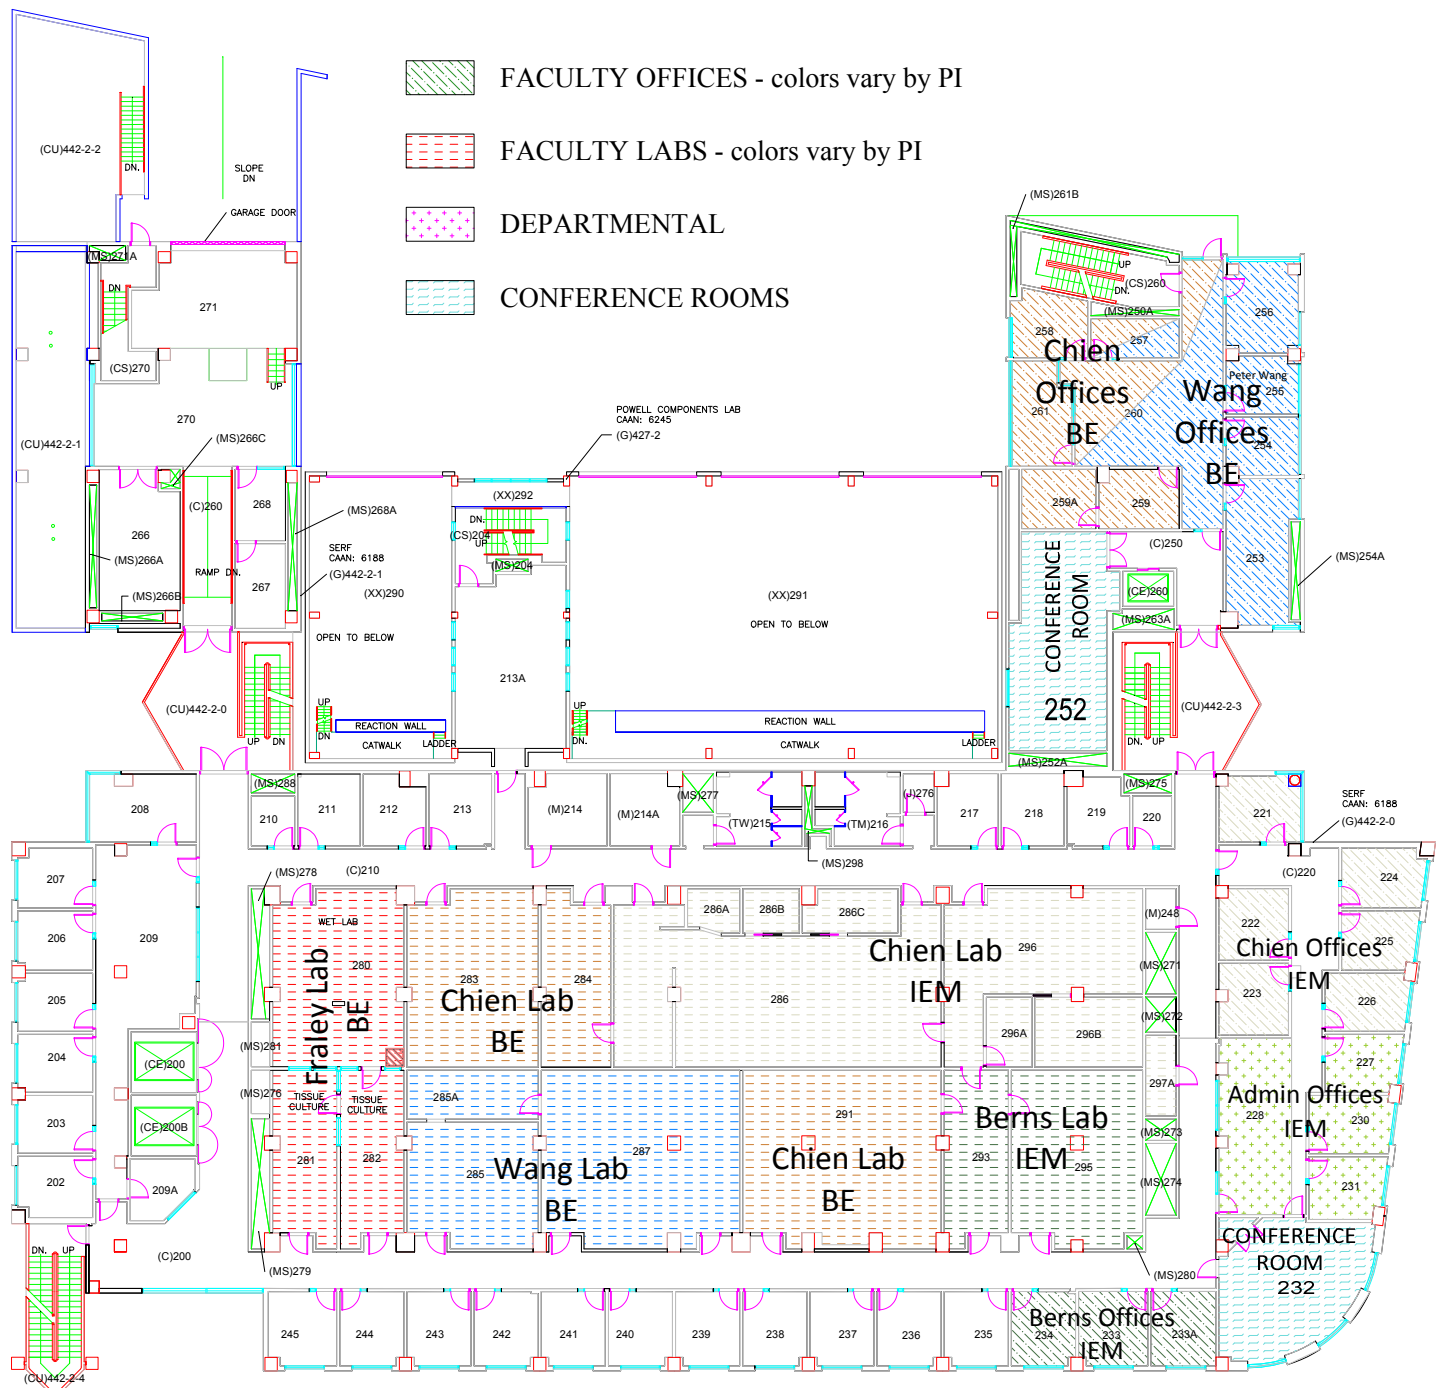 FACULTY OFFICES - colors vary by PI
FACULTY LABS - colors vary by PI
DEPARTMENTAL
CONFERENCE ROOMS
(CU)442-2-2
DN.
SLOPE
DN
GARAGE DOOR
(MS)271A
DN
271
(CS)270
UP
270
(CU)442-2-1
(MS)266C
(C)260
268
266
(MS)268A
(MS)266A
RAMP DN.
267
(MS)266B
SERF
CAAN: 6188
(G)442-2-1
(XX)290
OPEN TO BELOW
(CU)442-2-0
UP
DN
UP
DN
REACTION WALL
CATWALK
LADDER
POWELL COMPONENTS LAB
CAAN: 6245
(G)427-2
(XX)292
DN.
(CS)204
UP
(MS)204
213A
(XX)291
OPEN TO BELOW
UP
DN.
REACTION WALL
CATWALK
LADDER
(MS)261B
UP
DN.
(CS)260
(MS)250A
258
257
256
Chien
Offices
BE
261
260
Wang
Offices
BE
Peter Wang
255
254
259A
259
253
(C)250
(MS)254A
CONFERENCE
ROOM
252
(CE)260
(MS)263A
(CU)442-2-3
DN.
UP
(MS)252A
208
(MS)288
210
211
212
213
(M)214
(M)214A
(MS)277
(TW)215
(TM)216
(J)276
(MS)298
217
218
219
(MS)275
220
221
SERF
CAAN: 6188
(G)442-2-0
207
206
205
204
203
202
209
(CE)200
(CE)200B
209A
(C)200
DN.
UP
(CU)442-2-4
(MS)278
(C)210
WET LAB
280
Fraley Lab
BE
(MS)281
(MS)276
TISSUE
CULTURE
TISSUE
CULTURE
281
282
(MS)279
283
284
Chien Lab
BE
285A
285
287
Wang Lab
BE
286A
286B
286C
286
Chien Lab
IEM
296
296A
296B
291
Chien Lab
BE
Berns Lab
IEM
293
295
(M)248
(MS)271
(MS)272
297A
(MS)273
(MS)274
(MS)280
(C)220
224
222
225
Chien Offices
IEM
223
226
227
Admin Offices
IEM
228
230
231
CONFERENCE
ROOM
232
245
244
243
242
241
240
239
238
237
236
235
Berns Offices
IEM
234
233
233A